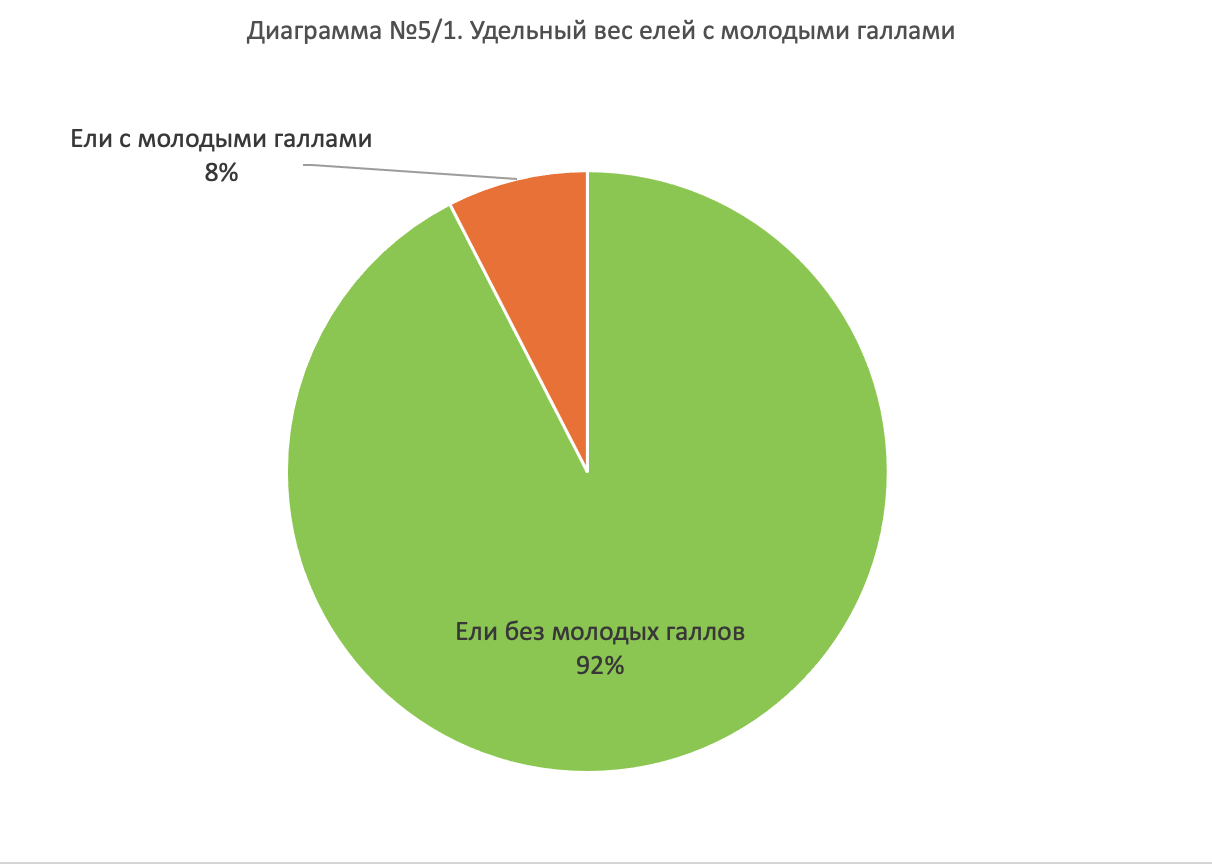 Диаграмма №5/1. Удельный вес елей с молодыми галлами
Ели с молодыми галлами
8%
Ели без молодых галлов
92%